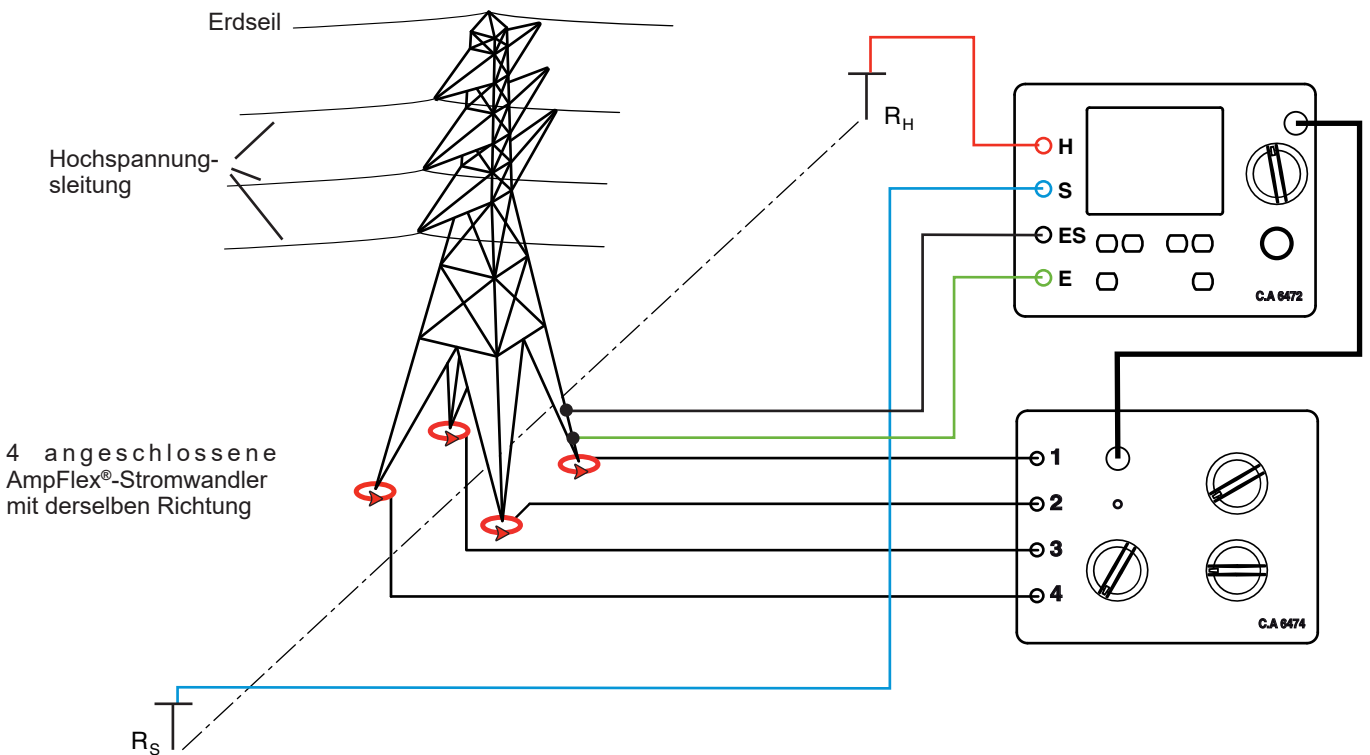 Erdseil
Hochspannung-
sleitung
R_H
H
S
ES
E
C.A 6472
4 angeschlossene
AmpFlex®-Stromwandler
mit derselben Richtung
1
2
3
4
C.A 6474
R_S